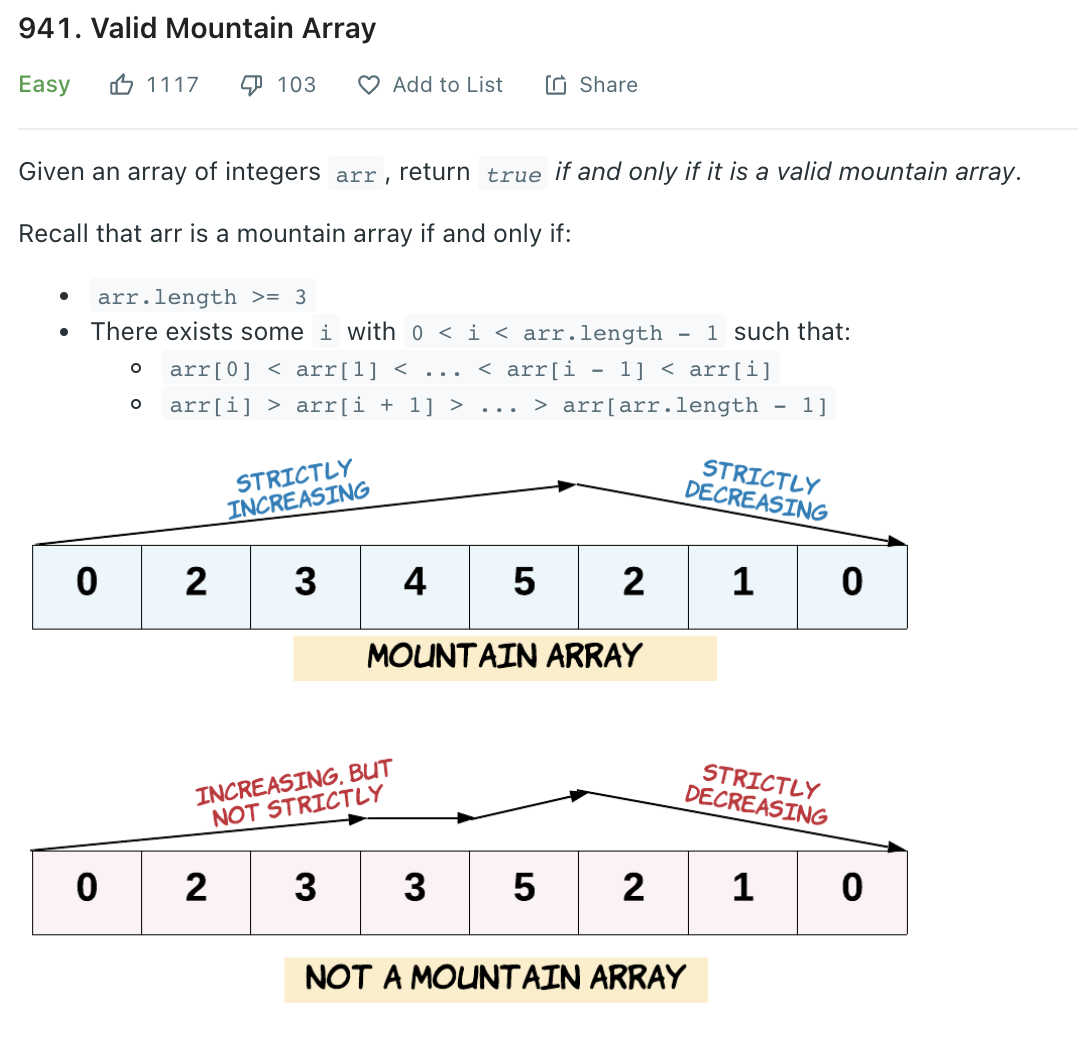 941. Valid Mountain Array
Easy 1117 103 Add to List Share
Given an array of integers arr , return true if and only if it is a valid mountain array.
Recall that arr is a mountain array if and only if:
• arr.length >= 3
• There exists some i with 0 < i < arr.length - 1 such that:
○ arr[0] < arr[1] < ... < arr[i - 1] < arr[i]
○ arr[i] > arr[i + 1] > ... > arr[arr.length - 1]
STRICTLY
INCREASING
STRICTLY
DECREASING
0 2 3 4 5 2 1 0
MOUNTAIN ARRAY
INCREASING, BUT
NOT STRICTLY
STRICTLY
DECREASING
0 2 3 3 5 2 1 0
NOT A MOUNTAIN ARRAY